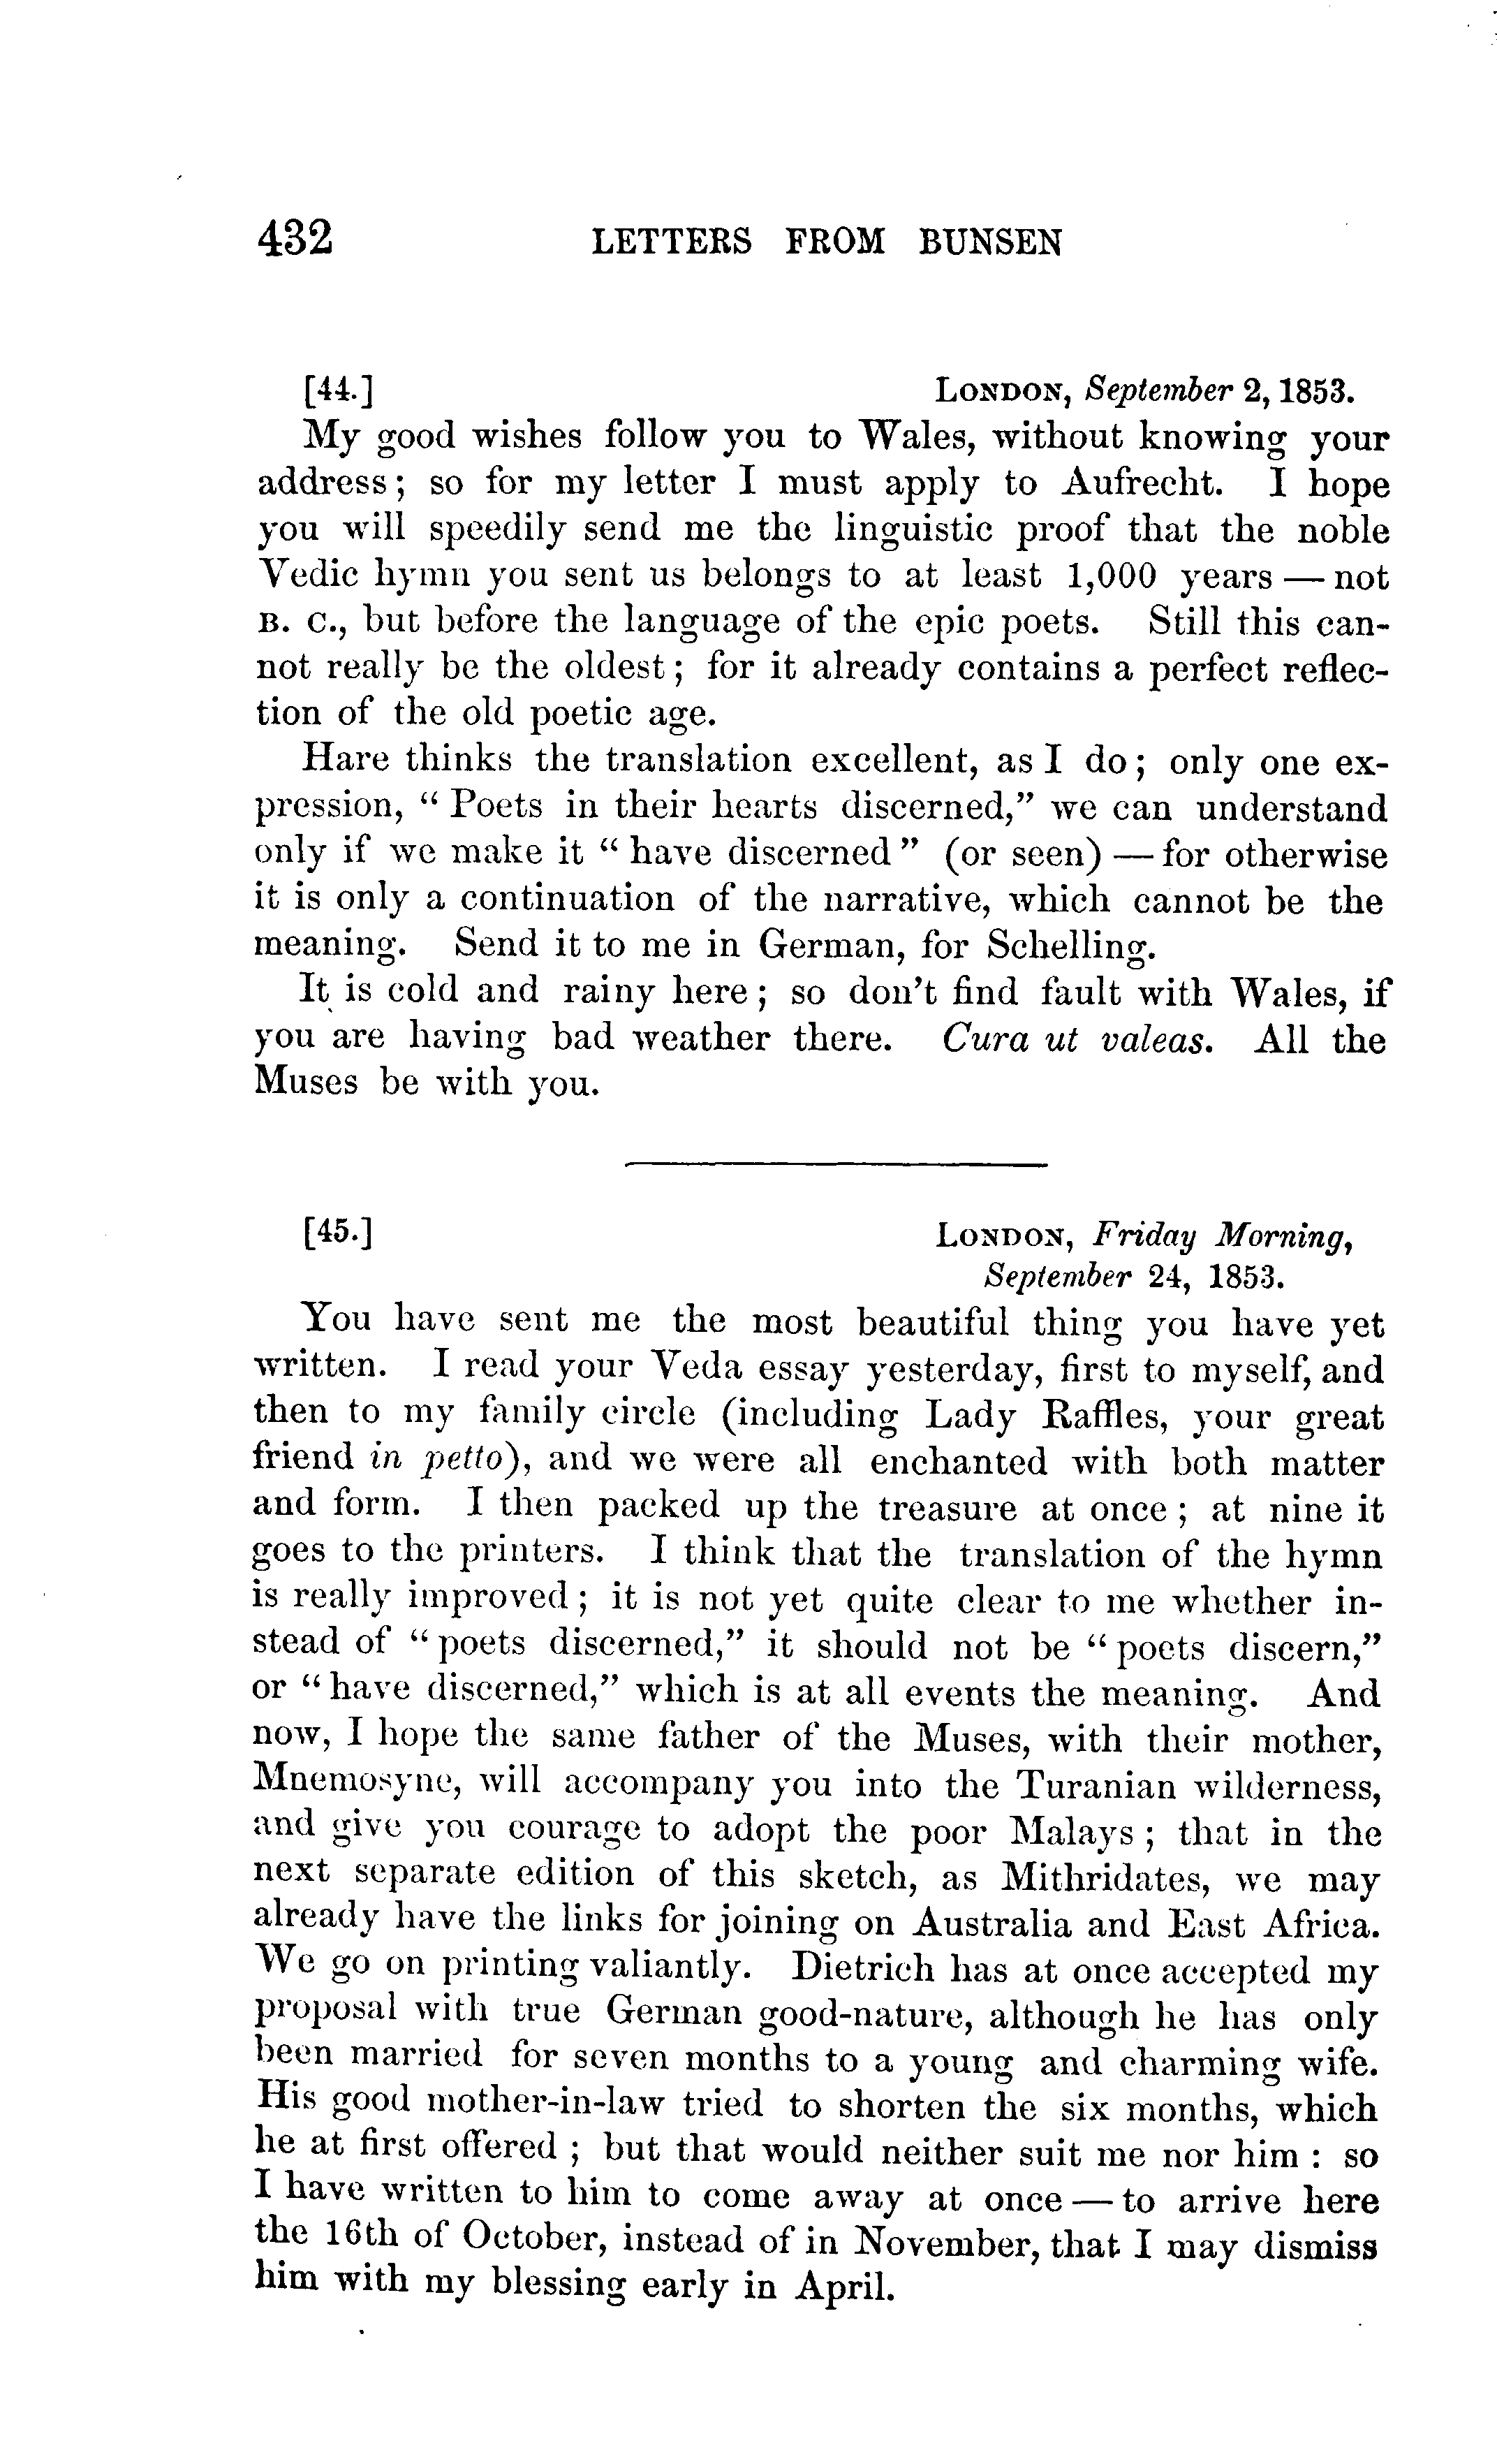 432 LETTERS FROM BUNSEN
[44.] LONDON, September 2, 1853.
My good wishes follow you to Wales, without knowing your
address; so for my letter I must apply to Aufrecht. I hope
you will speedily send me the linguistic proof that the noble
Vedic hymn you sent us belongs to at least 1,000 years — not
B. C., but before the language of the epic poets. Still this can-
not really be the oldest; for it already contains a perfect reflec-
tion of the old poetic age.
Hare thinks the translation excellent, as I do; only one ex-
pression, "Poets in their hearts discerned," we can understand
only if we make it "have discerned" (or seen) — for otherwise
it is only a continuation of the narrative, which cannot be the
meaning. Send it to me in German, for Schelling.
It is cold and rainy here; so don't find fault with Wales, if
you are having bad weather there. Cura ut valeas. All the
Muses be with you.
[45.] LONDON, Friday Morning,
September 24, 1853.
You have sent me the most beautiful thing you have yet
written. I read your Veda essay yesterday, first to myself, and
then to my family circle (including Lady Raffles, your great
friend in petto), and we were all enchanted with both matter
and form. I then packed up the treasure at once; at nine it
goes to the printers. I think that the translation of the hymn
is really improved; it is not yet quite clear to me whether in-
stead of "poets discerned," it should not be "poets discern,"
or "have discerned," which is at all events the meaning. And
now, I hope the same father of the Muses, with their mother,
Mnemosyne, will accompany you into the Turanian wilderness,
and give you courage to adopt the poor Malays; that in the
next separate edition of this sketch, as Mithridates, we may
already have the links for joining on Australia and East Africa.
We go on printing valiantly. Dietrich has at once accepted my
proposal with true German good-nature, although he has only
been married for seven months to a young and charming wife.
His good mother-in-law tried to shorten the six months, which
he at first offered; but that would neither suit me nor him: so
I have written to him to come away at once — to arrive here
the 16th of October, instead of in November, that I may dismiss
him with my blessing early in April.